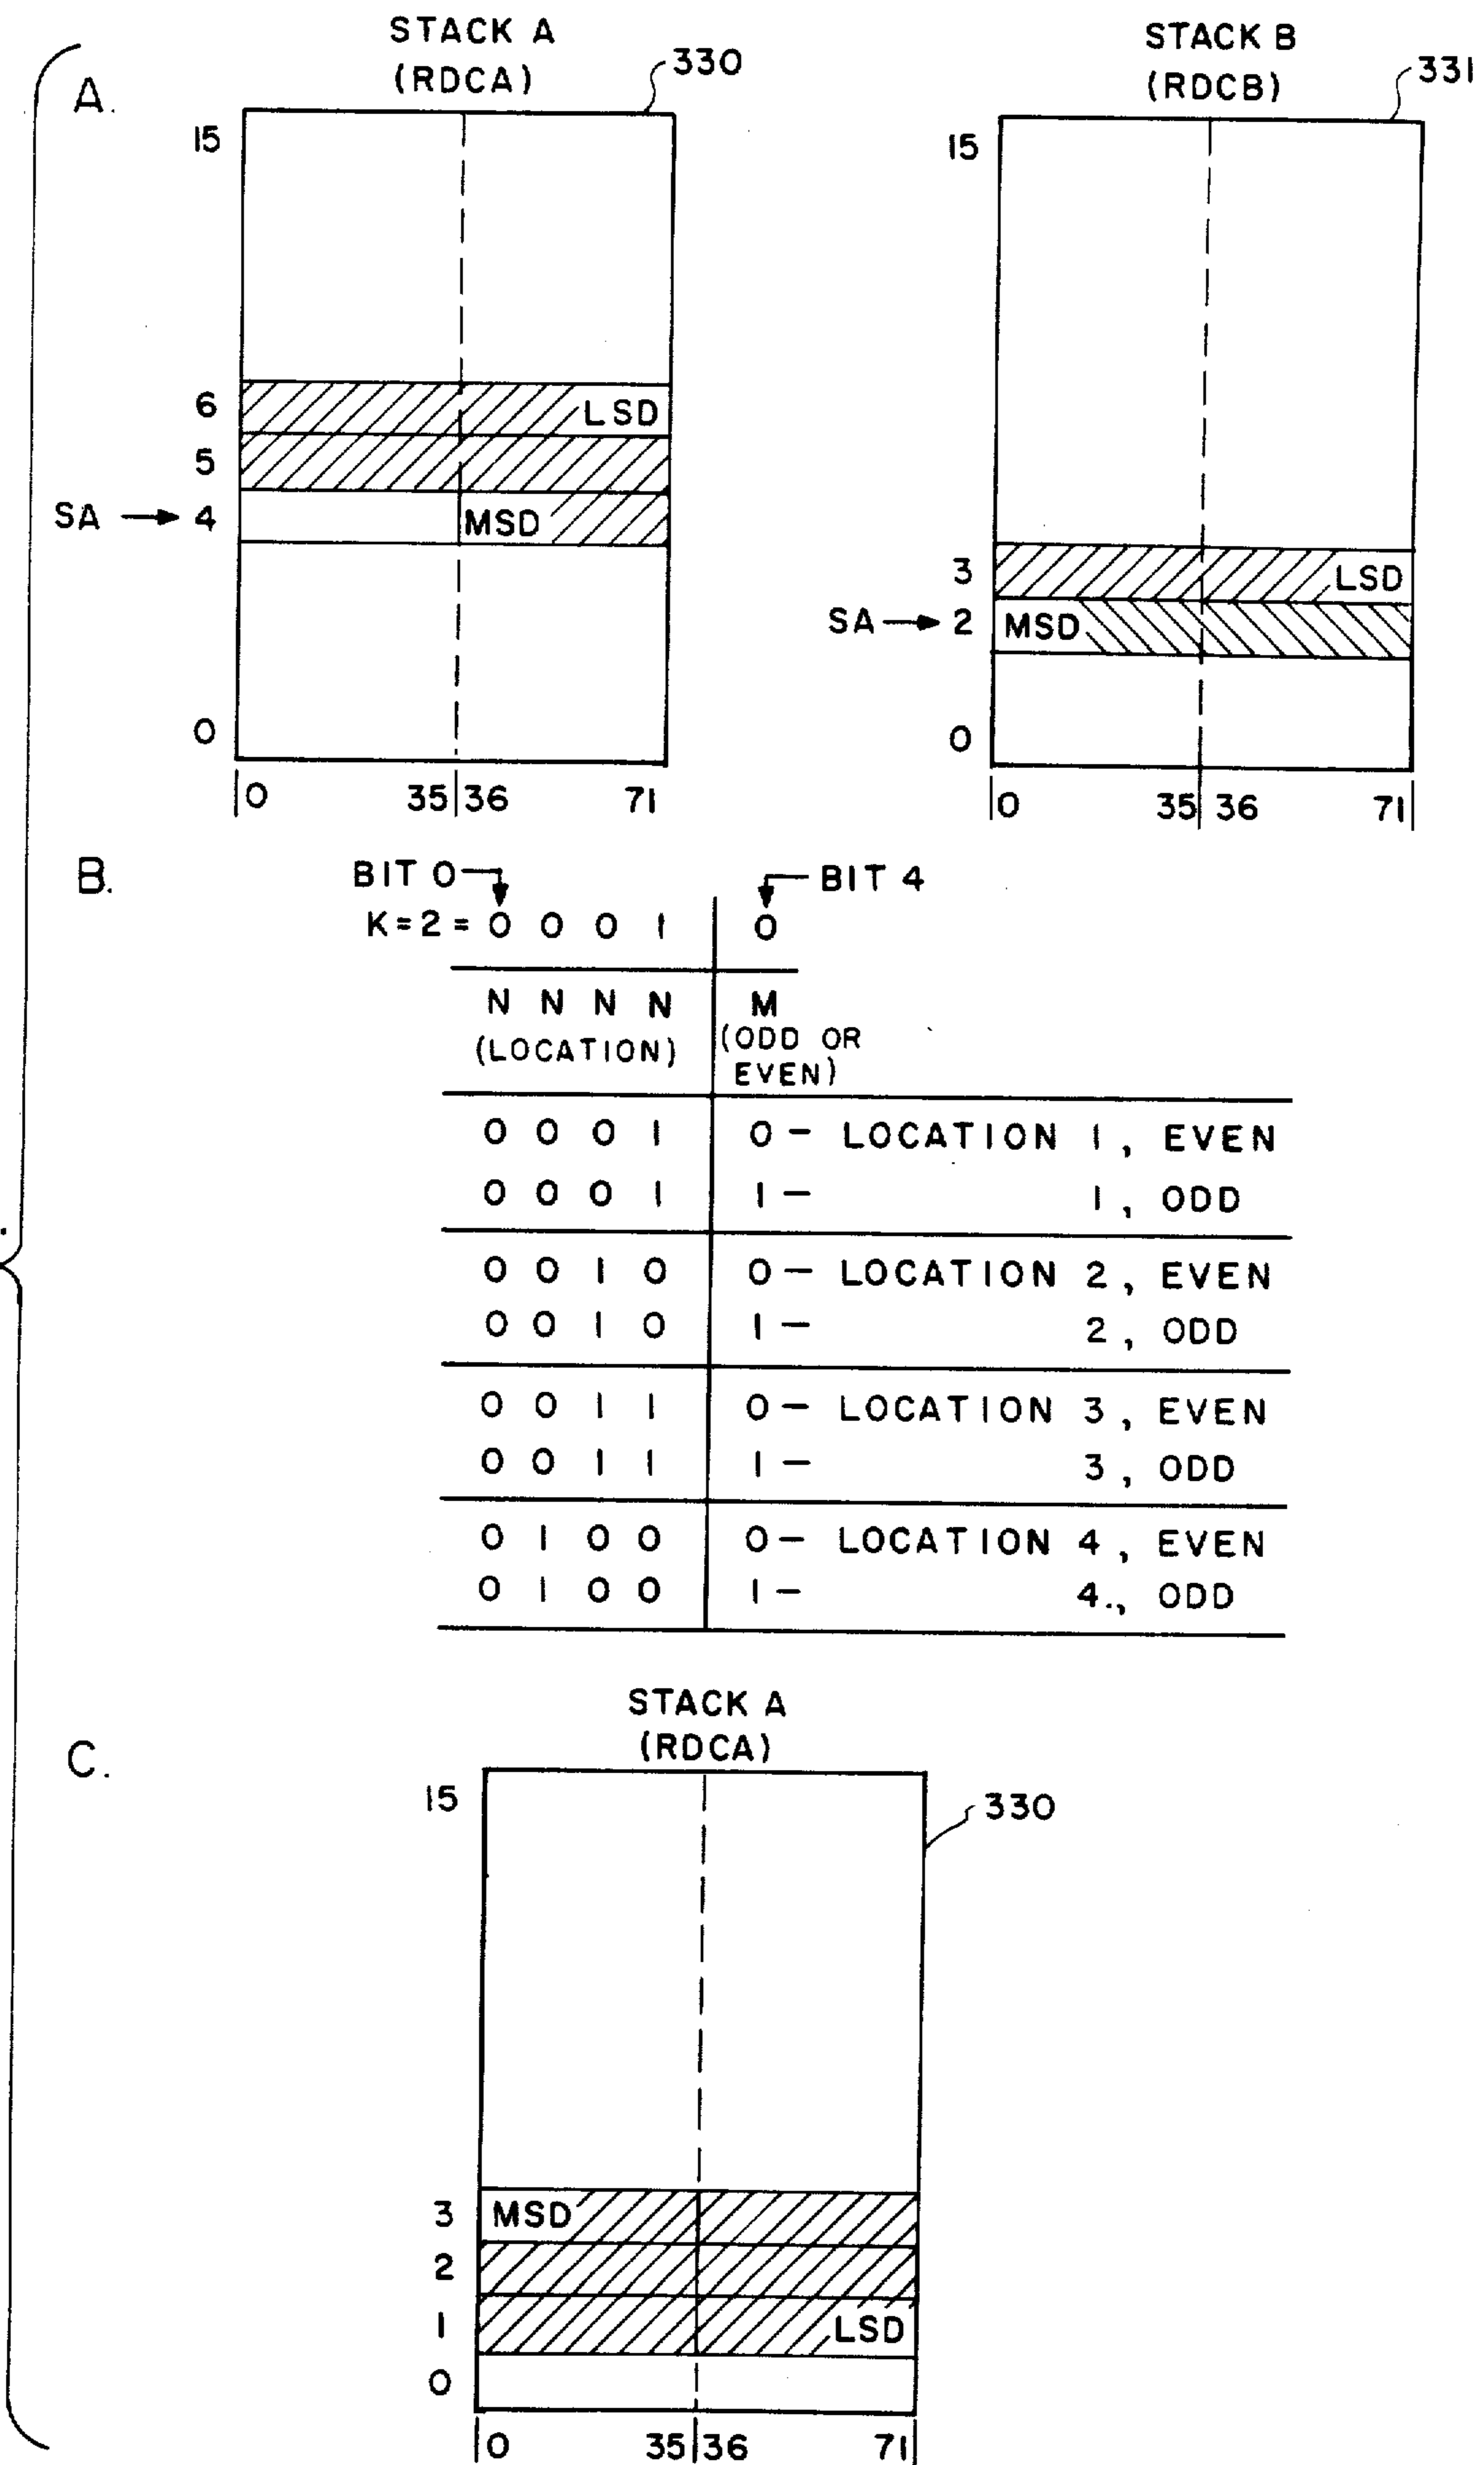 A.
STACK A
(RDCA)
330
15
6
LSD
5
SA → 4
MSD
0
0 35 36 71
STACK B
(RDCB)
331
15
3
LSD
SA → 2
MSD
0
0 35 36 71
B.
BIT 0 BIT 4
K=2= 0 0 0 1 0
N N N N M
(LOCATION) (ODD OR
EVEN)
0 0 0 1 0 — LOCATION 1, EVEN
0 0 0 1 1 — 1, ODD
0 0 1 0 0 — LOCATION 2, EVEN
0 0 1 0 1 — 2, ODD
0 0 1 1 0 — LOCATION 3, EVEN
0 0 1 1 1 — 3, ODD
0 1 0 0 0 — LOCATION 4, EVEN
0 1 0 0 1 — 4., ODD
C.
STACK A
(RDCA)
330
15
3 MSD
2
1 LSD
0
0 35 36 71